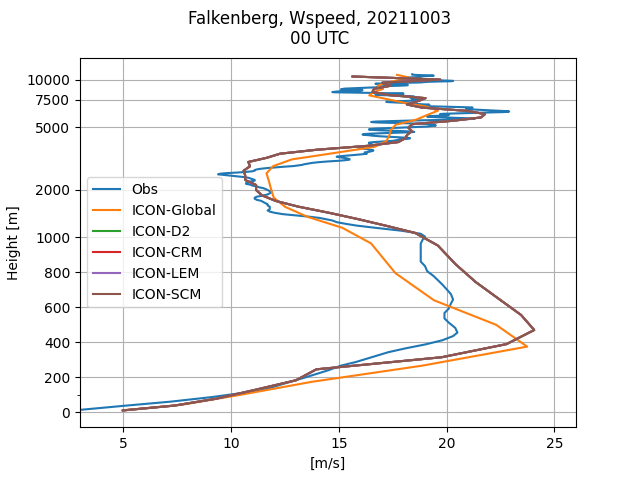 Falkenberg, Wspeed, 20211003
00 UTC
10000
7500
5000
2000
1000
800
600
400
200
0
Height [m]
Obs
ICON-Global
ICON-D2
ICON-CRM
ICON-LEM
ICON-SCM
5
10
15
20
25
[m/s]